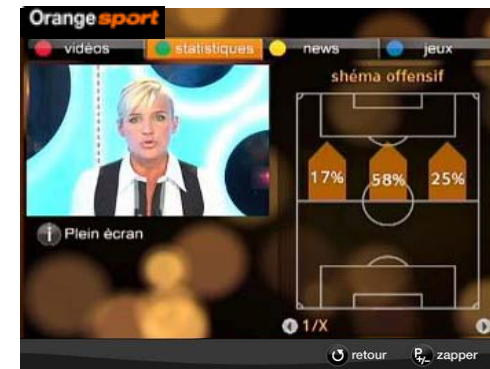 Orange sport
vidéos statistiques news jeux
shéma offensif
17% 58% 25%
i Plein écran
1/X
retour P+/- zapper